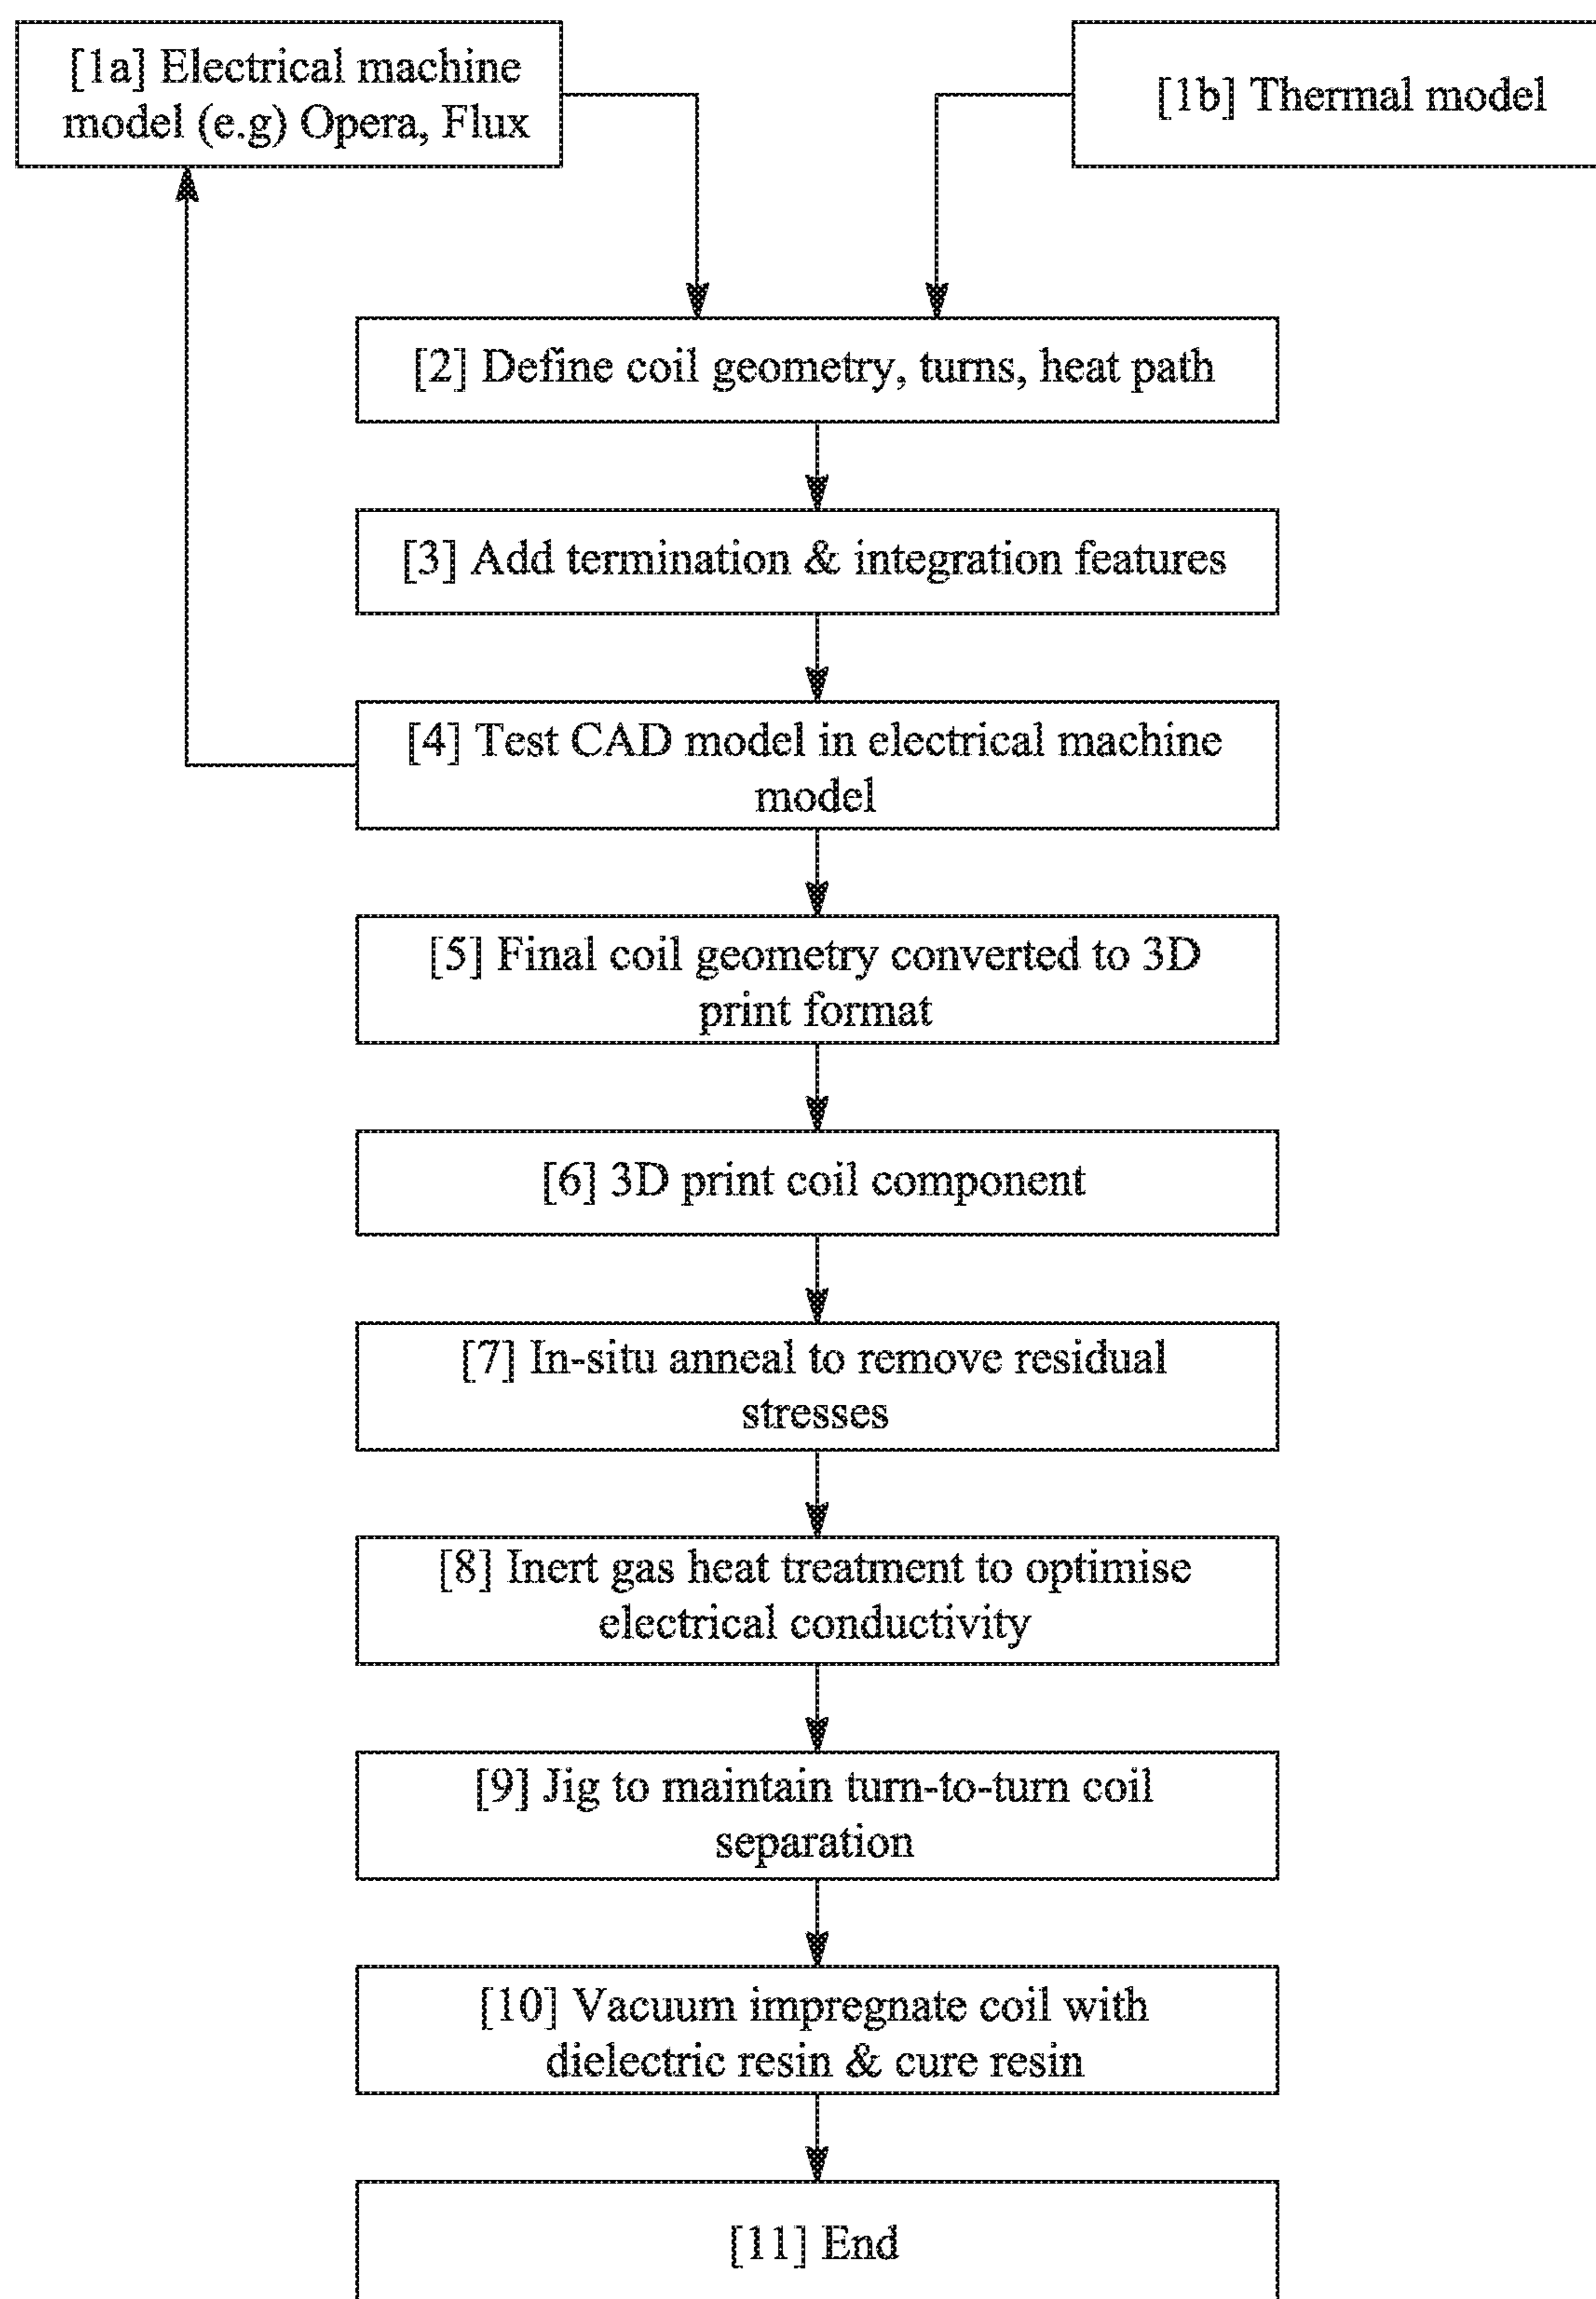 [1a] Electrical machine
model (e.g) Opera, Flux
[1b] Thermal model
[2] Define coil geometry, turns, heat path
[3] Add termination & integration features
[4] Test CAD model in electrical machine
model
[5] Final coil geometry converted to 3D
print format
[6] 3D print coil component
[7] In-situ anneal to remove residual
stresses
[8] Inert gas heat treatment to optimise
electrical conductivity
[9] Jig to maintain turn-to-turn coil
separation
[10] Vacuum impregnate coil with
dielectric resin & cure resin
[11] End